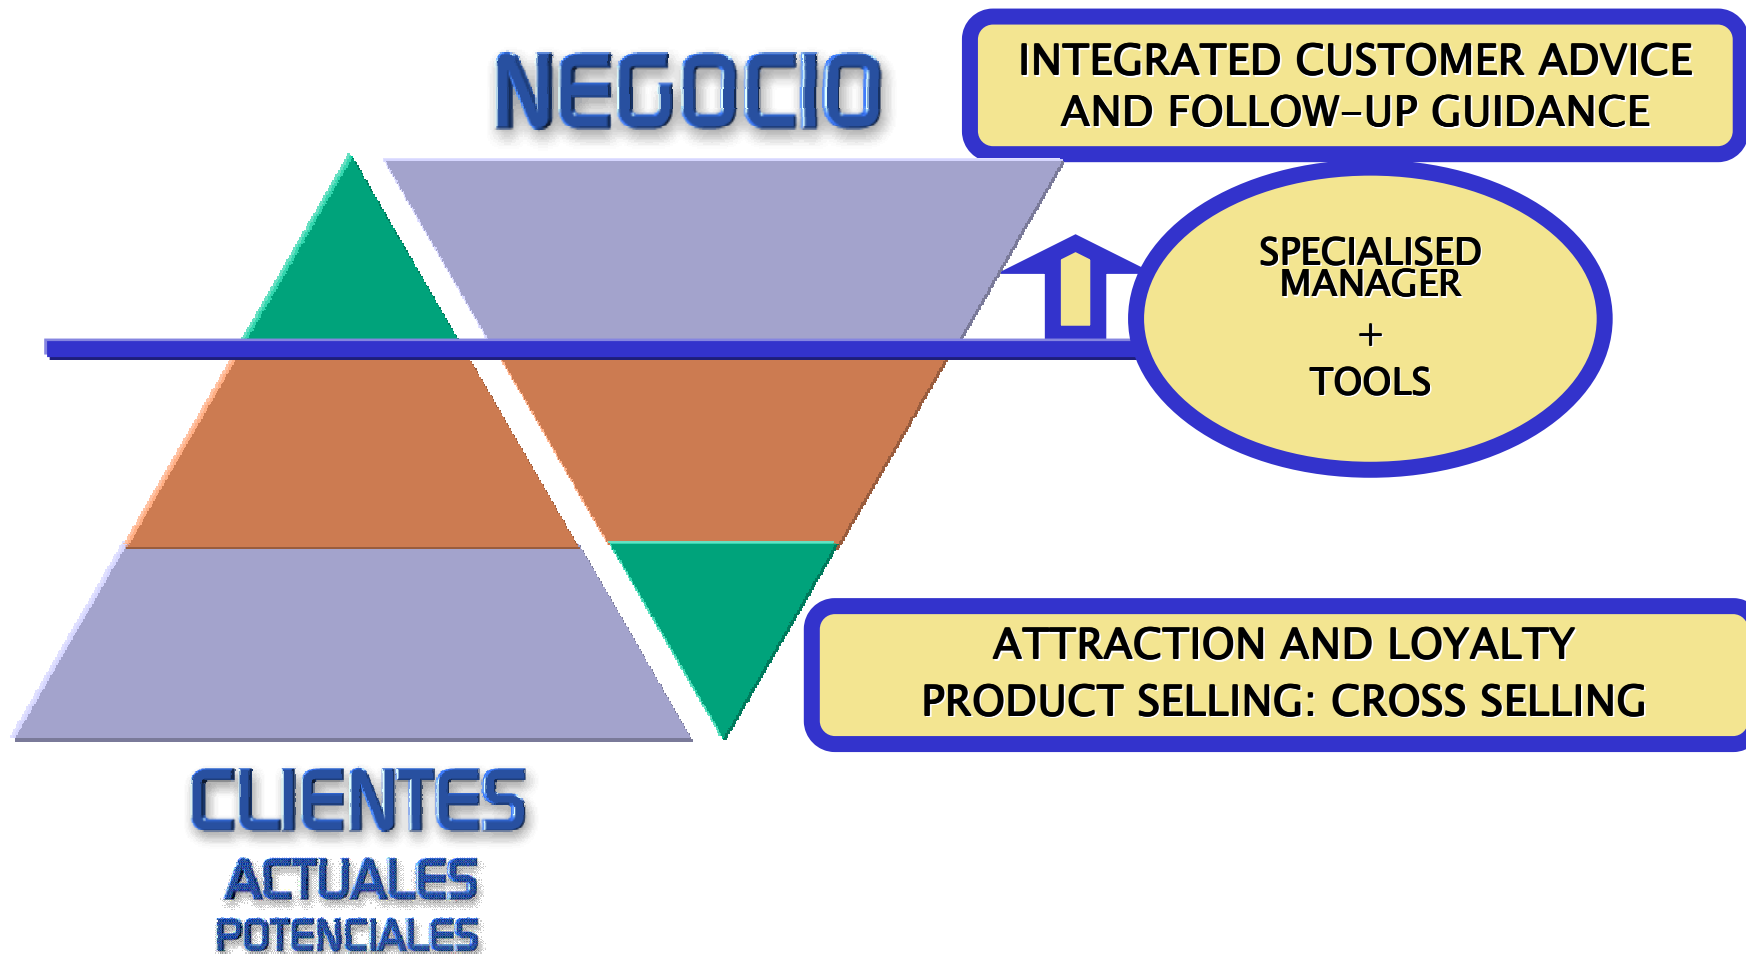 NEGOCIO
INTEGRATED CUSTOMER ADVICE
AND FOLLOW-UP GUIDANCE
SPECIALISED
MANAGER
+
TOOLS
ATTRACTION AND LOYALTY
PRODUCT SELLING: CROSS SELLING
CLIENTES
ACTUALES
POTENCIALES